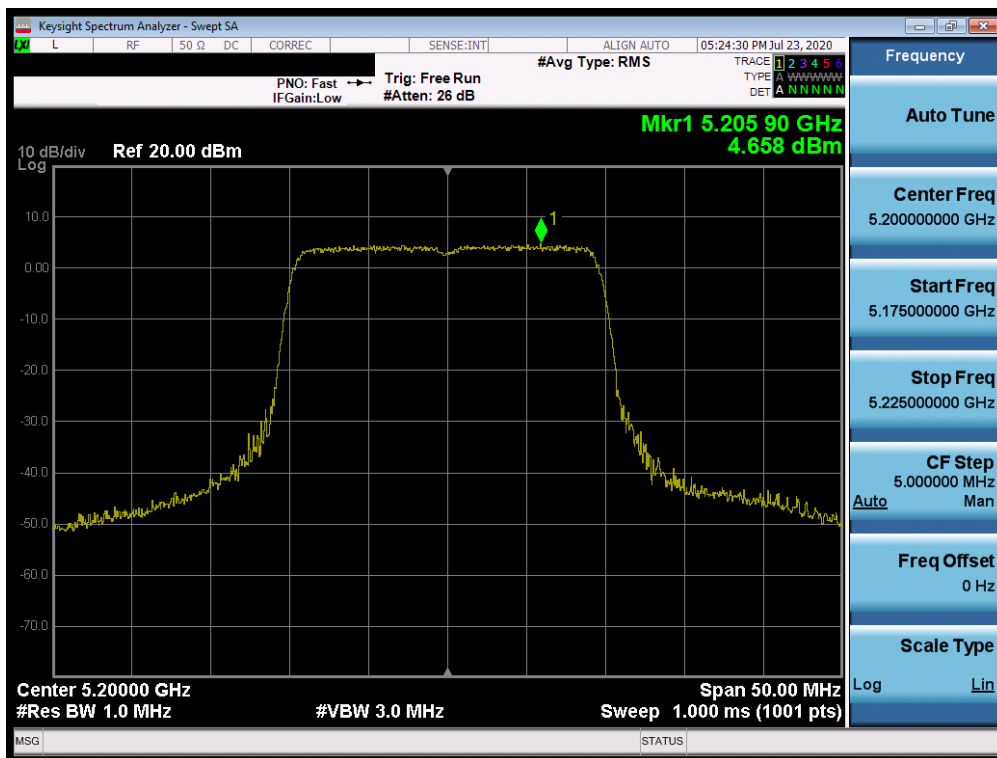 Keysight Spectrum Analyzer - Swept SA
LXI L RF 50 Ω DC CORREC SENSE:INT ALIGN AUTO 05:24:30 PM Jul 23, 2020
Frequency
PNO: Fast
IFGain:Low
Trig: Free Run
#Atten: 26 dB
#Avg Type: RMS
TRACE 1 2 3 4 5 6
TYPE A WWWWW
DET A N N N N N
Mkr1 5.205 90 GHz
4.658 dBm
10 dB/div Ref 20.00 dBm
Log
10.0
0.00
-10.0
-20.0
-30.0
-40.0
-50.0
-60.0
-70.0
1
Center 5.20000 GHz Span 50.00 MHz
#Res BW 1.0 MHz #VBW 3.0 MHz Sweep 1.000 ms (1001 pts)
MSG STATUS
Auto Tune
Center Freq
5.200000000 GHz
Start Freq
5.175000000 GHz
Stop Freq
5.225000000 GHz
CF Step
5.000000 MHz
Auto Man
Freq Offset
0 Hz
Scale Type
Log Lin